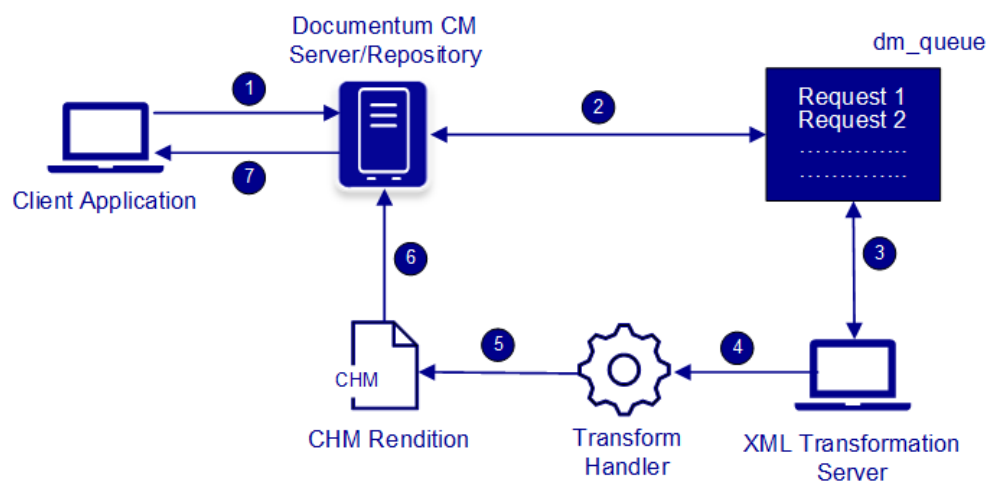 Documentum CM
Server/Repository
dm_queue
1
Request 1
Request 2
..............
..............
2
7
Client Application
3
6
5
4
CHM
CHM Rendition
Transform
Handler
XML Transformation
Server